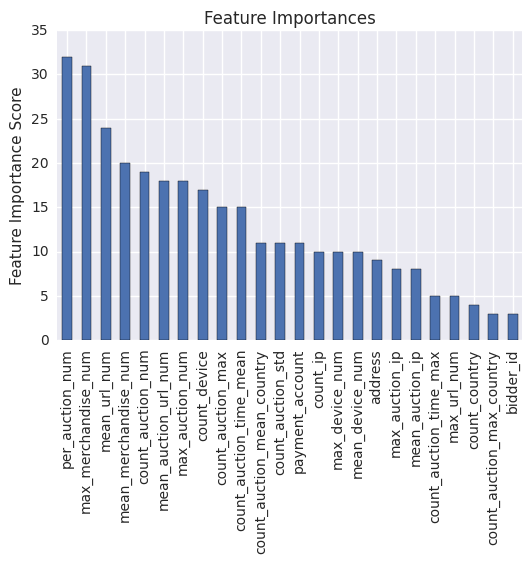 Feature Importances
35
30
25
20
15
10
5
0
Feature Importance Score
per_auction_num
max_merchandise_num
mean_url_num
mean_merchandise_num
count_auction_num
mean_auction_url_num
max_auction_num
count_device
count_auction_max
count_auction_time_mean
count_auction_mean_country
count_auction_std
payment_account
count_ip
max_device_num
mean_device_num
address
max_auction_ip
mean_auction_ip
count_auction_time_max
max_url_num
count_country
count_auction_max_country
bidder_id